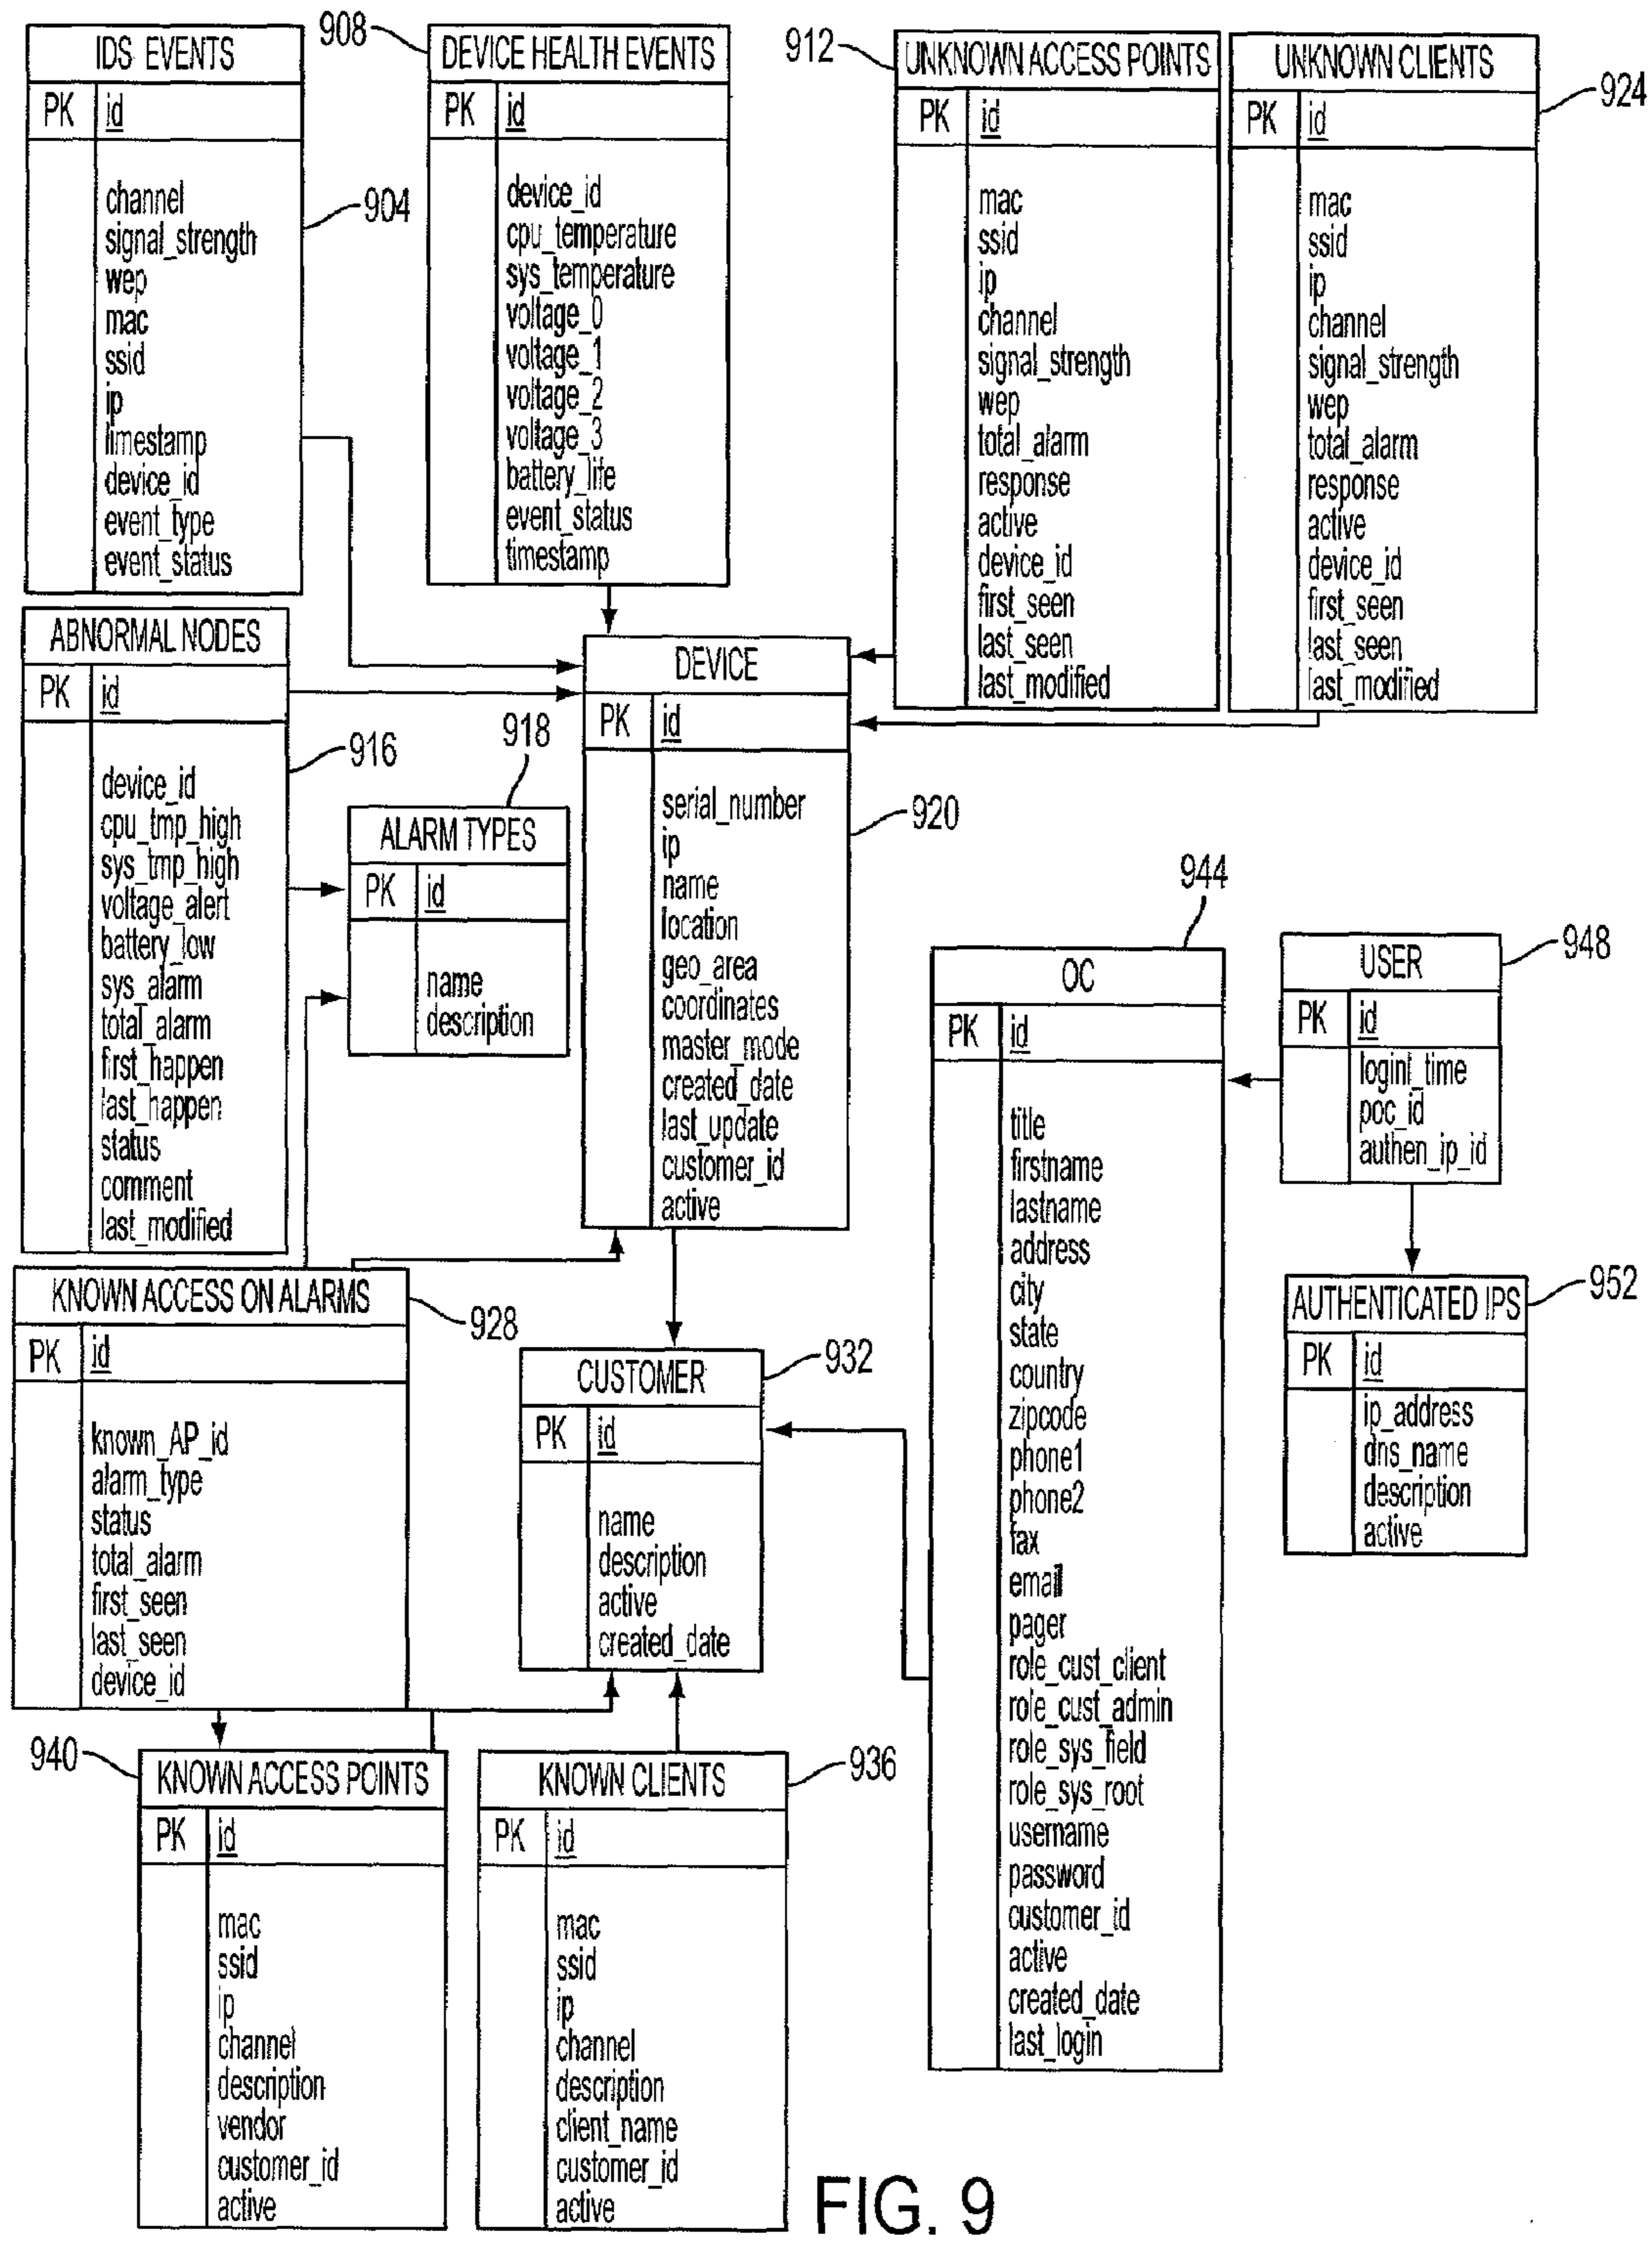 IDS EVENTS
PK id
channel
signal_strength
wep
mac
ssid
ip
timestamp
device_id
event_type
event_status
904
908
DEVICE HEALTH EVENTS
PK id
device_id
cpu_temperature
sys_temperature
voltage_0
voltage_1
voltage_2
voltage_3
battery_life
event_status
timestamp
912
UNKNOWN ACCESS POINTS
PK id
mac
ssid
ip
channel
signal_strength
wep
total_alarm
response
active
device_id
first_seen
last_seen
last_modified
UNKNOWN CLIENTS
924
PK id
mac
ssid
ip
channel
signal_strength
wep
total_alarm
response
active
device_id
first_seen
last_seen
last_modified
ABNORMAL NODES
PK id
916
device_id
cpu_tmp_high
sys_tmp_high
voltage_alert
battery_low
sys_alarm
total_alarm
first_happen
last_happen
status
comment
last_modified
918
ALARM TYPES
PK id
name
description
DEVICE
PK id
920
serial_number
ip
name
location
geo_area
coordinates
master_mode
created_date
last_update
customer_id
active
944
OC
PK id
title
firstname
lastname
address
city
state
country
zipcode
phone1
phone2
fax
email
pager
role_cust_client
role_cust_admin
role_sys_field
role_sys_root
username
password
customer_id
active
created_date
last_login
USER
948
PK id
loginl_time
poc_id
authen_ip_id
AUTHENTICATED IPS
952
PK id
ip_address
dns_name
description
active
KNOWN ACCESS ON ALARMS
928
PK id
known_AP_id
alarm_type
status
total_alarm
first_seen
last_seen
device_id
CUSTOMER
932
PK id
name
description
active
created_date
940
KNOWN ACCESS POINTS
PK id
mac
ssid
ip
channel
description
vendor
customer_id
active
KNOWN CLIENTS
936
PK id
mac
ssid
ip
channel
description
client_name
customer_id
active
FIG. 9